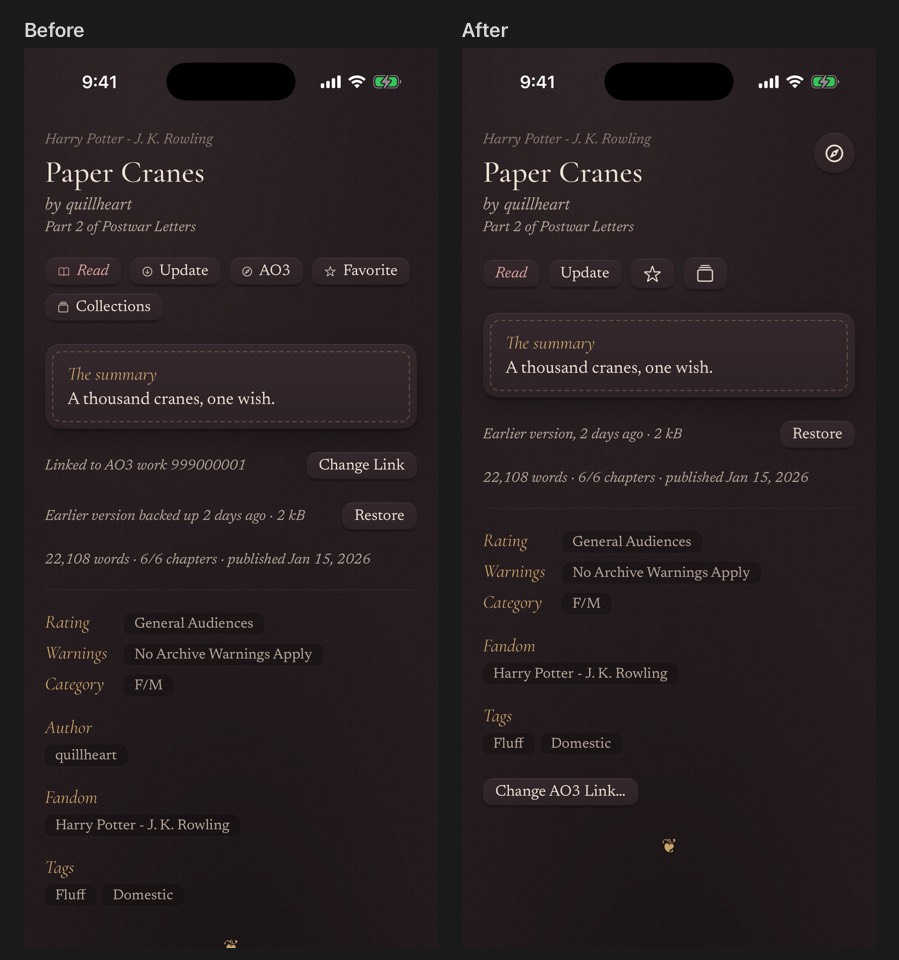 Before
9:41
Harry Potter - J. K. Rowling
Paper Cranes
by quillheart
Part 2 of Postwar Letters
Read
Update
AO3
Favorite
Collections
The summary
A thousand cranes, one wish.
Linked to AO3 work 999000001
Change Link
Earlier version backed up 2 days ago · 2 kB
Restore
22,108 words · 6/6 chapters · published Jan 15, 2026
Rating
General Audiences
Warnings
No Archive Warnings Apply
Category
F/M
Author
quillheart
Fandom
Harry Potter - J. K. Rowling
Tags
Fluff
Domestic
After
9:41
Harry Potter - J. K. Rowling
Paper Cranes
by quillheart
Part 2 of Postwar Letters
Read
Update
The summary
A thousand cranes, one wish.
Earlier version, 2 days ago · 2 kB
Restore
22,108 words · 6/6 chapters · published Jan 15, 2026
Rating
General Audiences
Warnings
No Archive Warnings Apply
Category
F/M
Fandom
Harry Potter - J. K. Rowling
Tags
Fluff
Domestic
Change AO3 Link...